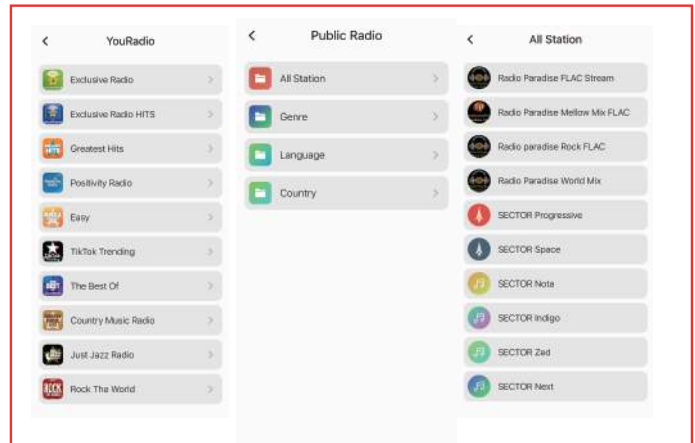 YouRadio
Exclusive Radio
Exclusive Radio HITS
Greatest Hits
Positivity Radio
Easy
TikTok Trending
The Best Of
Country Music Radio
Just Jazz Radio
Rock The World
Public Radio
All Station
Genre
Language
Country
All Station
Radio Paradise FLAC Stream
Radio Paradise Mellow Mix FLAC
Radio paradise Rock FLAC
Radio Paradise World Mix
SECTOR Progressive
SECTOR Space
SECTOR Nota
SECTOR Indigo
SECTOR Zed
SECTOR Next